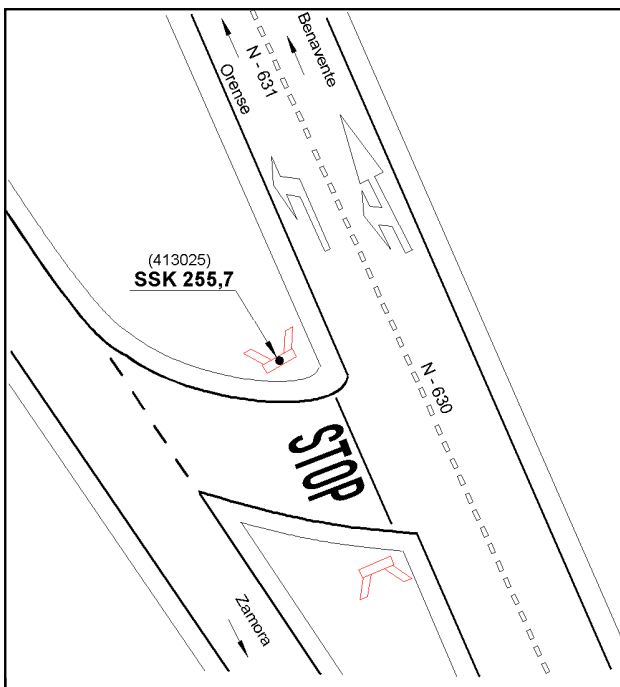 Benavente
N - 631
Orense
(413025)
SSK 255,7
N - 630
STOP
Zamora